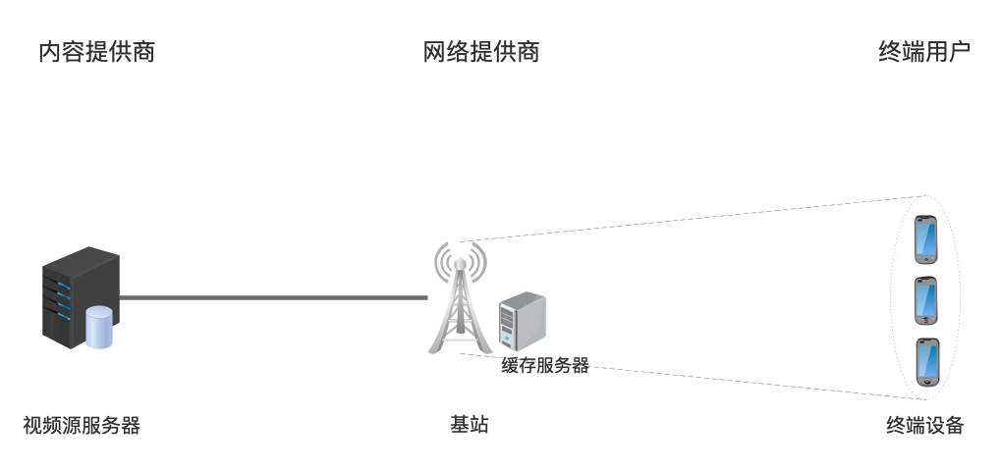 内容提供商
网络提供商
终端用户
缓存服务器
视频源服务器
基站
终端设备